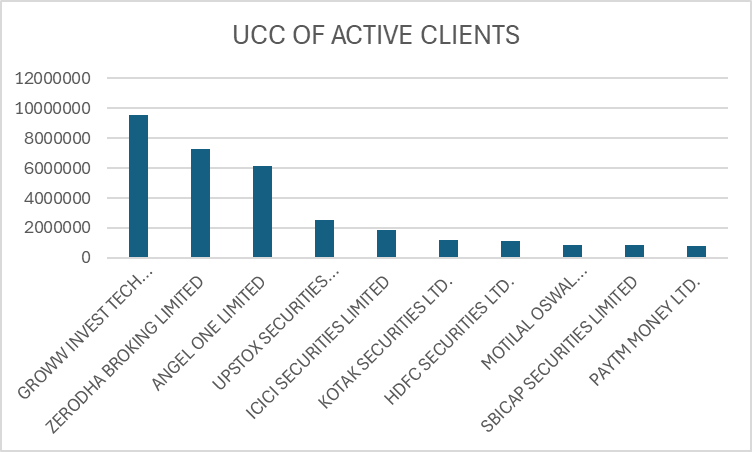 UCC OF ACTIVE CLIENTS
12000000
10000000
8000000
6000000
4000000
2000000
0
GROWW INVEST TECH...
ZERODHA BROKING LIMITED
ANGEL ONE LIMITED
UPSTOX SECURITIES...
ICICI SECURITIES LIMITED
KOTAK SECURITIES LTD.
HDFC SECURITIES LTD.
MOTILAL OSWAL...
SBICAP SECURITIES LIMITED
PAYTM MONEY LTD.